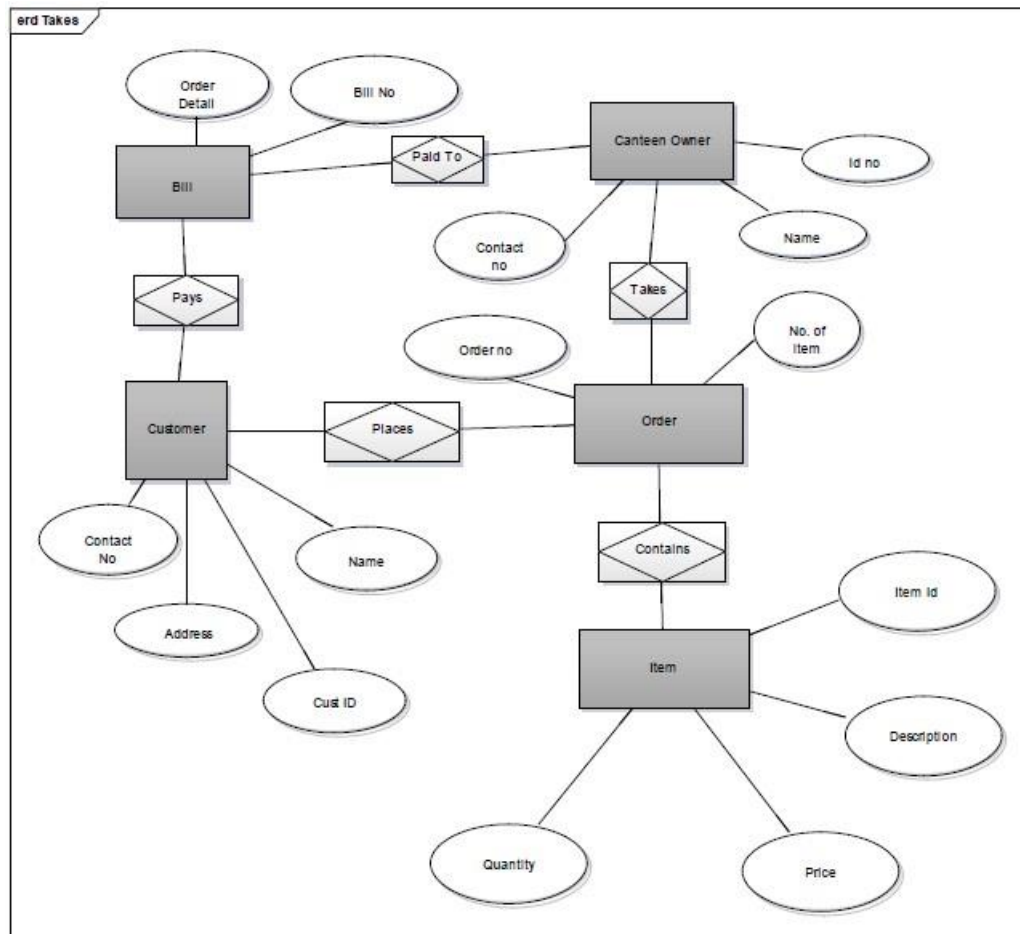 erd Takes
Order
Detail
Bill No
Bill
Paid To
Canteen Owner
Id no
Contact
no
Name
Pays
Takes
Order no
No. of
Item
Customer
Places
Order
Contact
No
Name
Contains
Address
Item Id
Item
Cust ID
Description
Quantity
Price